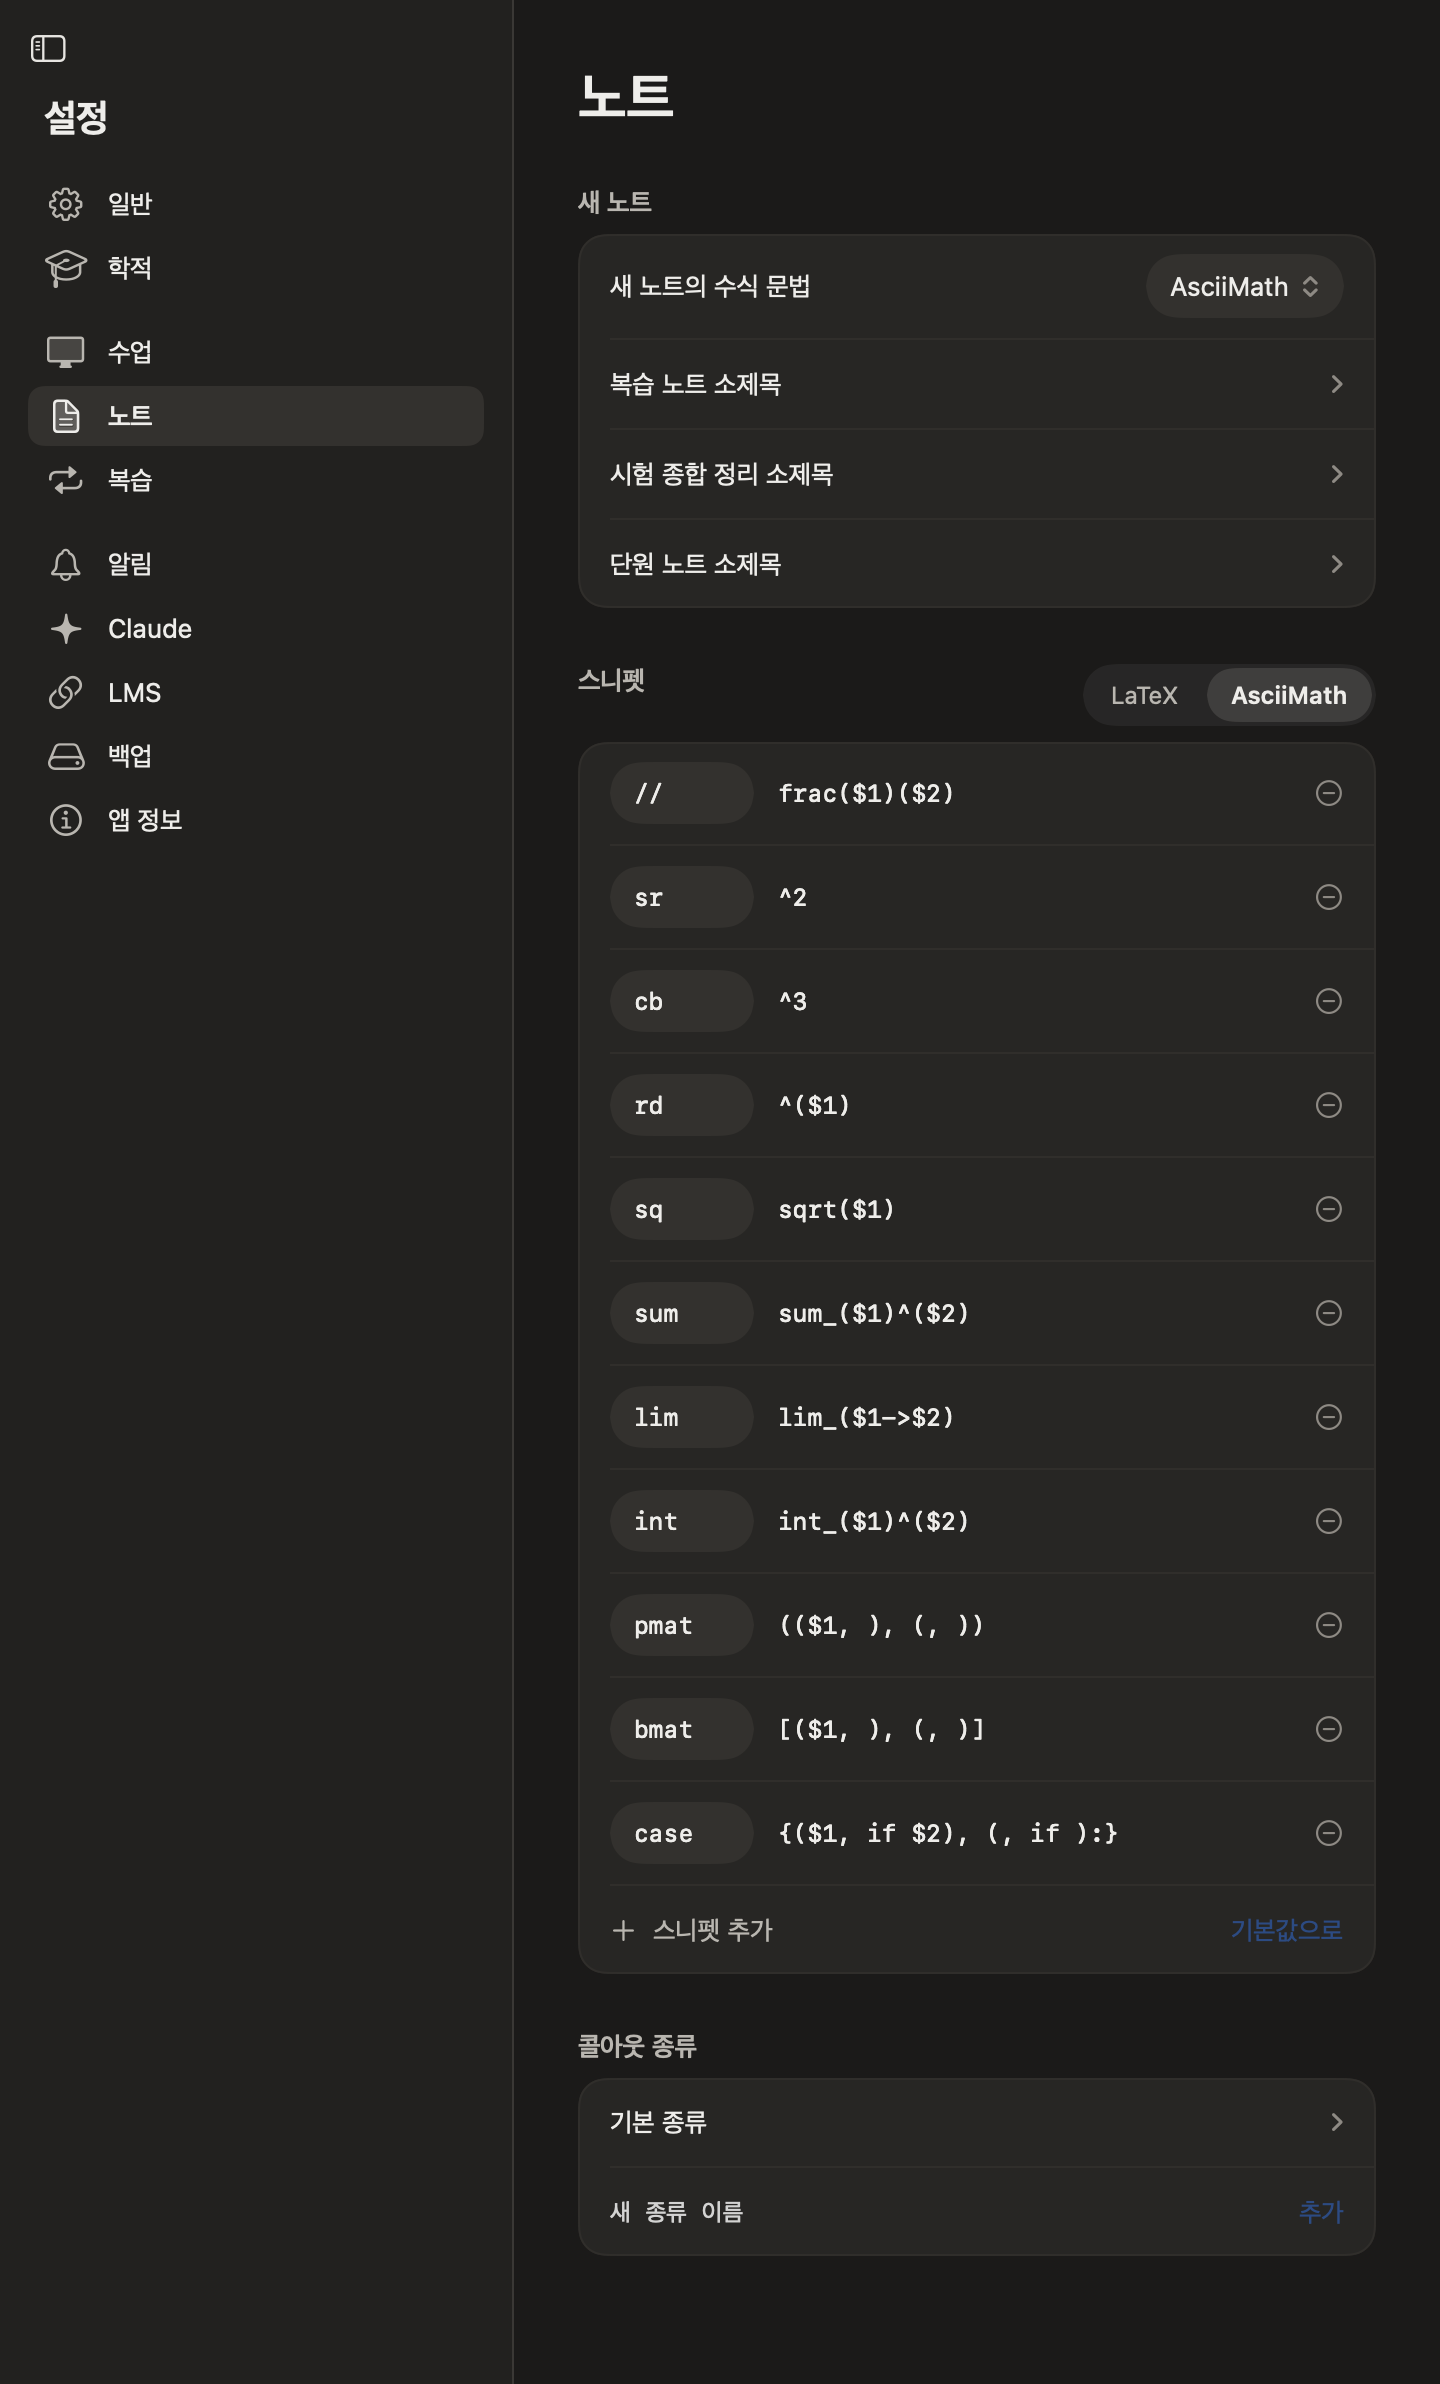 설정
일반
학적
수업
노트
복습
알림
Claude
LMS
백업
앱 정보
노트
새 노트
새 노트의 수식 문법 AsciiMath
복습 노트 소제목
시험 종합 정리 소제목
단원 노트 소제목
스니펫 LaTeX AsciiMath
// frac($1)($2)
sr ^2
cb ^3
rd ^($1)
sq sqrt($1)
sum sum_($1)^($2)
lim lim_($1->$2)
int int_($1)^($2)
pmat (($1, ), (, ))
bmat [($1, ), (, )]
case {($1, if $2), (, if ):}
스니펫 추가 기본값으로
콜아웃 종류
기본 종류
새 종류 이름 추가